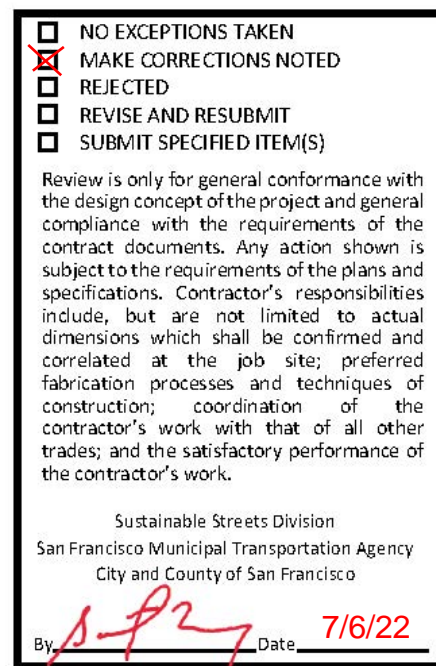 NO EXCEPTIONS TAKEN
MAKE CORRECTIONS NOTED
REJECTED
REVISE AND RESUBMIT
SUBMIT SPECIFIED ITEM(S)
Review is only for general conformance with
the design concept of the project and general
compliance with the requirements of the
contract documents. Any action shown is
subject to the requirements of the plans and
specifications. Contractor's responsibilities
include, but are not limited to actual
dimensions which shall be confirmed and
correlated at the job site; preferred
fabrication processes and techniques of
construction; coordination of the
contractor's work with that of all other
trades; and the satisfactory performance of
the contractor's work.
Sustainable Streets Division
San Francisco Municipal Transportation Agency
City and County of San Francisco
By Date 7/6/22